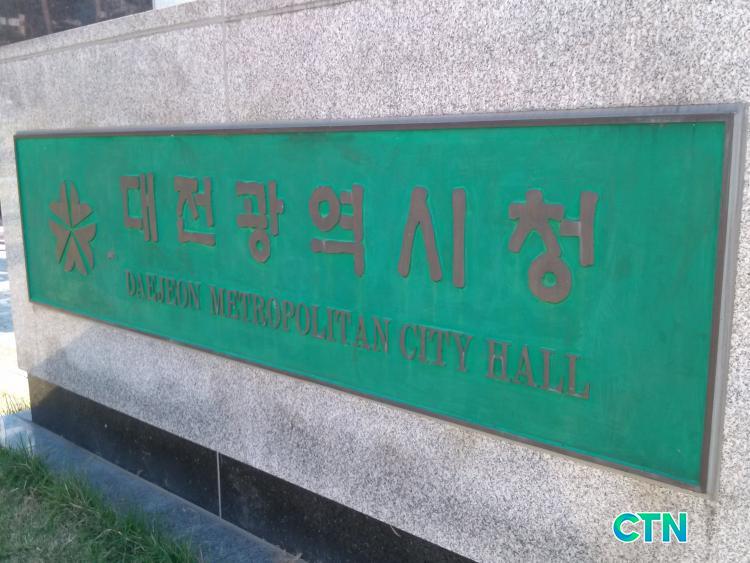 대전광역시청
DAEJEON METROPOLITAN CITY HALL
CTN